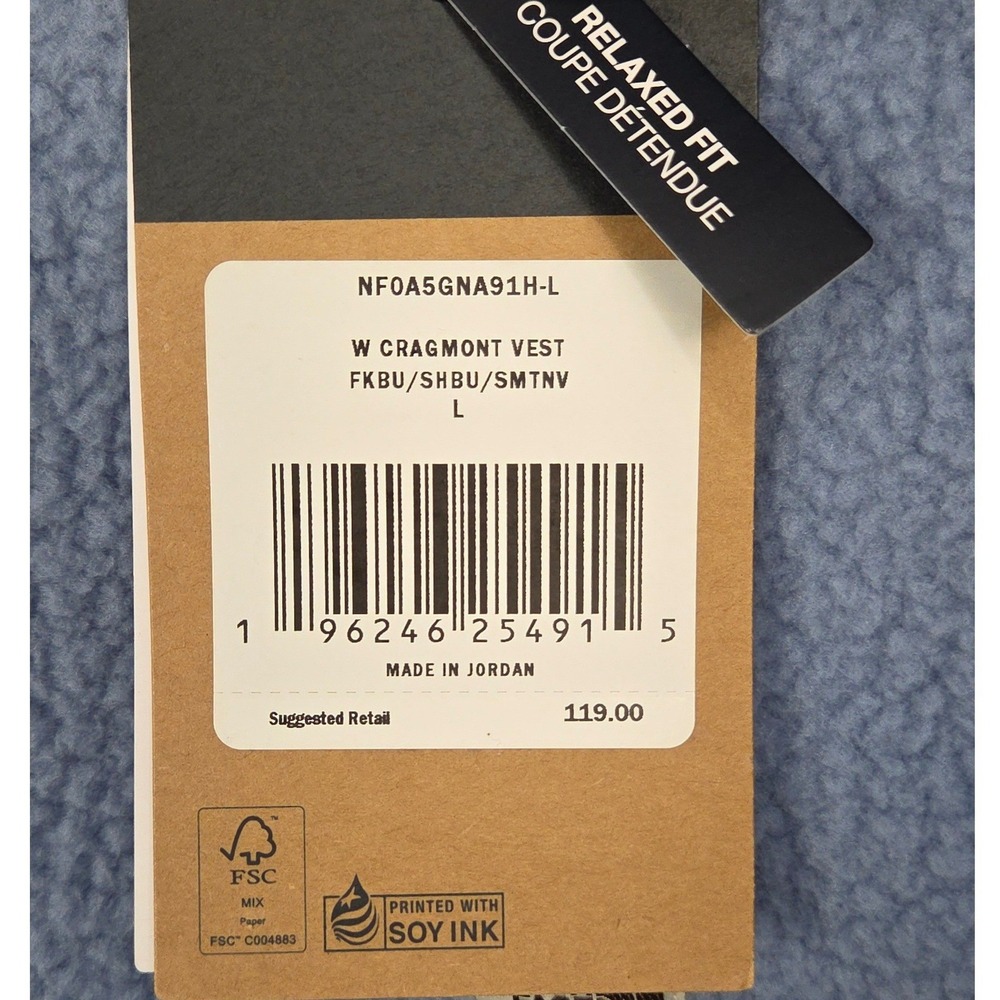 RELAXED FIT
COUPE DÉTENDUE
NF0A5GNA91H-L
W CRAGMONT VEST
FKBU/SHBU/SMTNV
L
1 96246 25491 5
MADE IN JORDAN
Suggested Retail 119.00
FSC
MIX
Paper
FSC™ C004883
PRINTED WITH
SOY INK